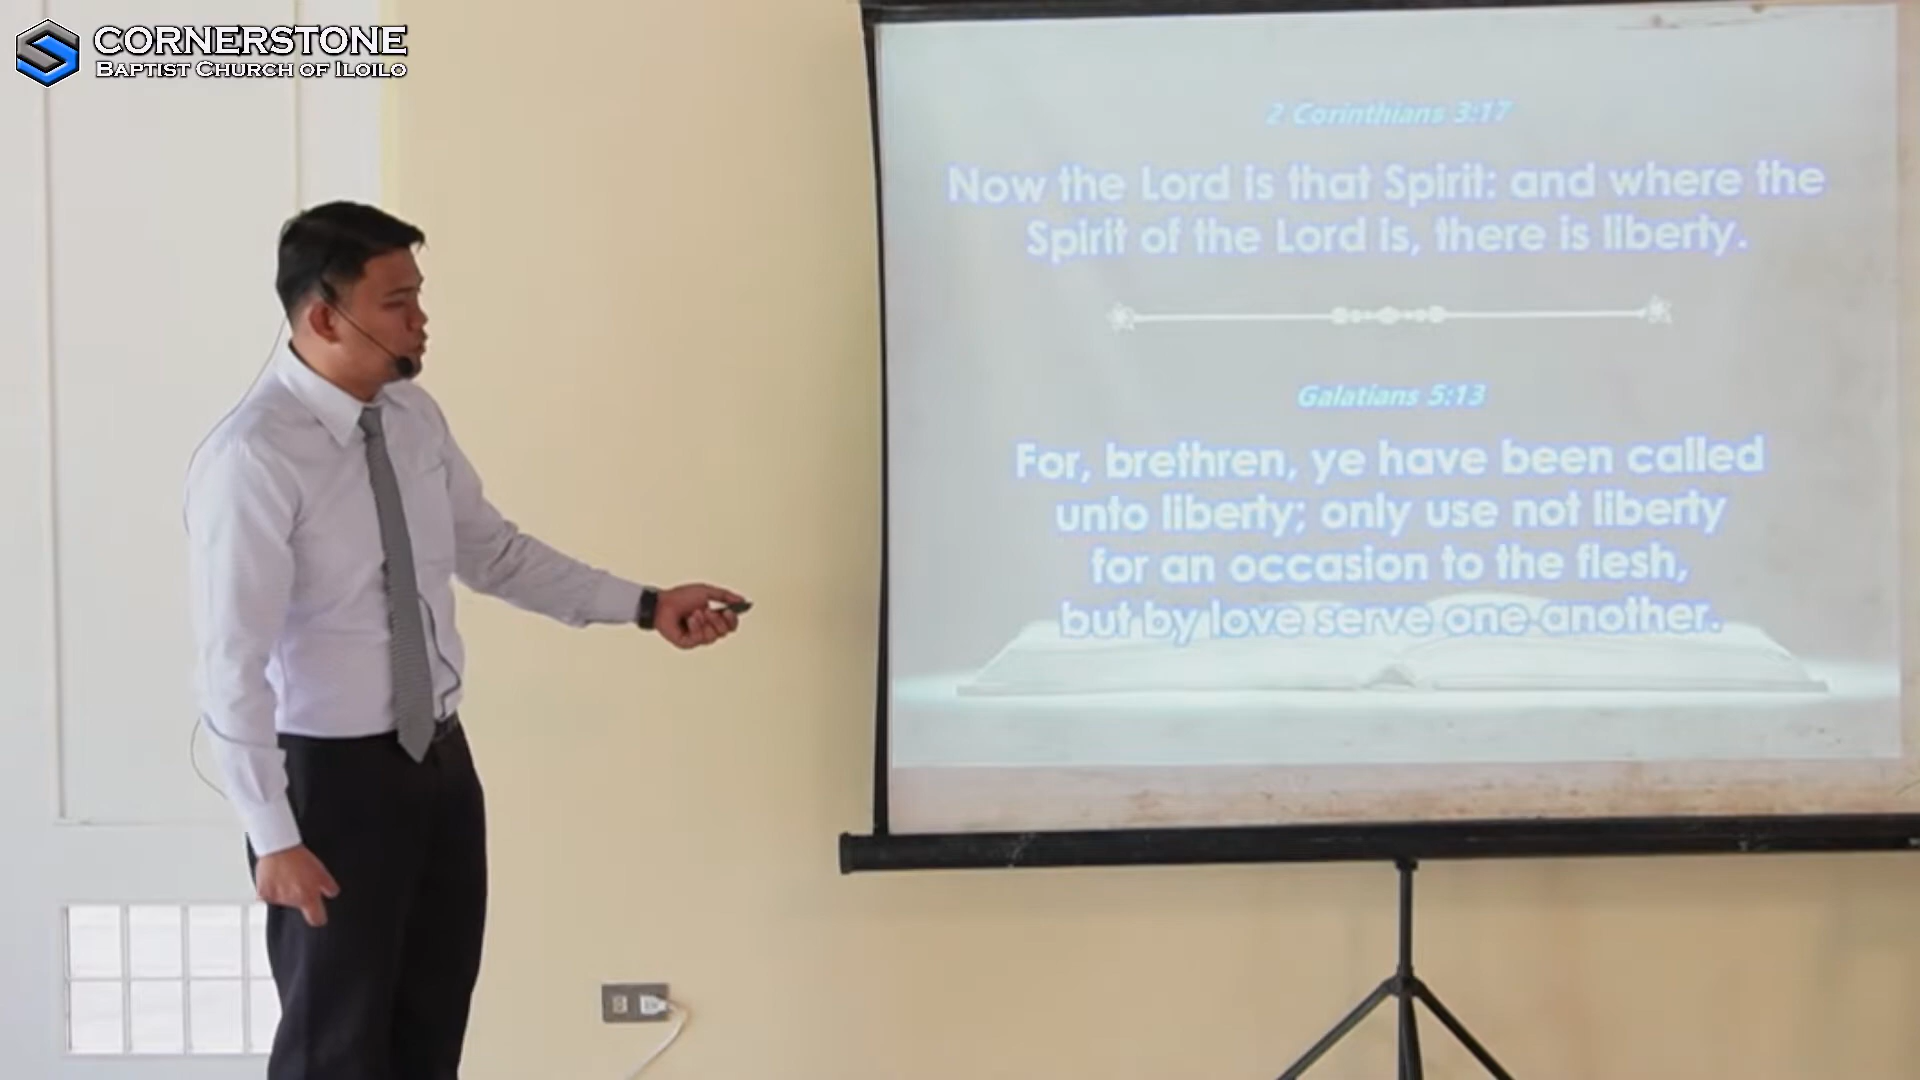 CORNERSTONE
BAPTIST CHURCH OF ILOILO
2 Corinthians 3:17
Now the Lord is that Spirit: and where the
Spirit of the Lord is, there is liberty.
Galatians 5:13
For, brethren, ye have been called
unto liberty; only use not liberty
for an occasion to the flesh,
but by love serve one another.